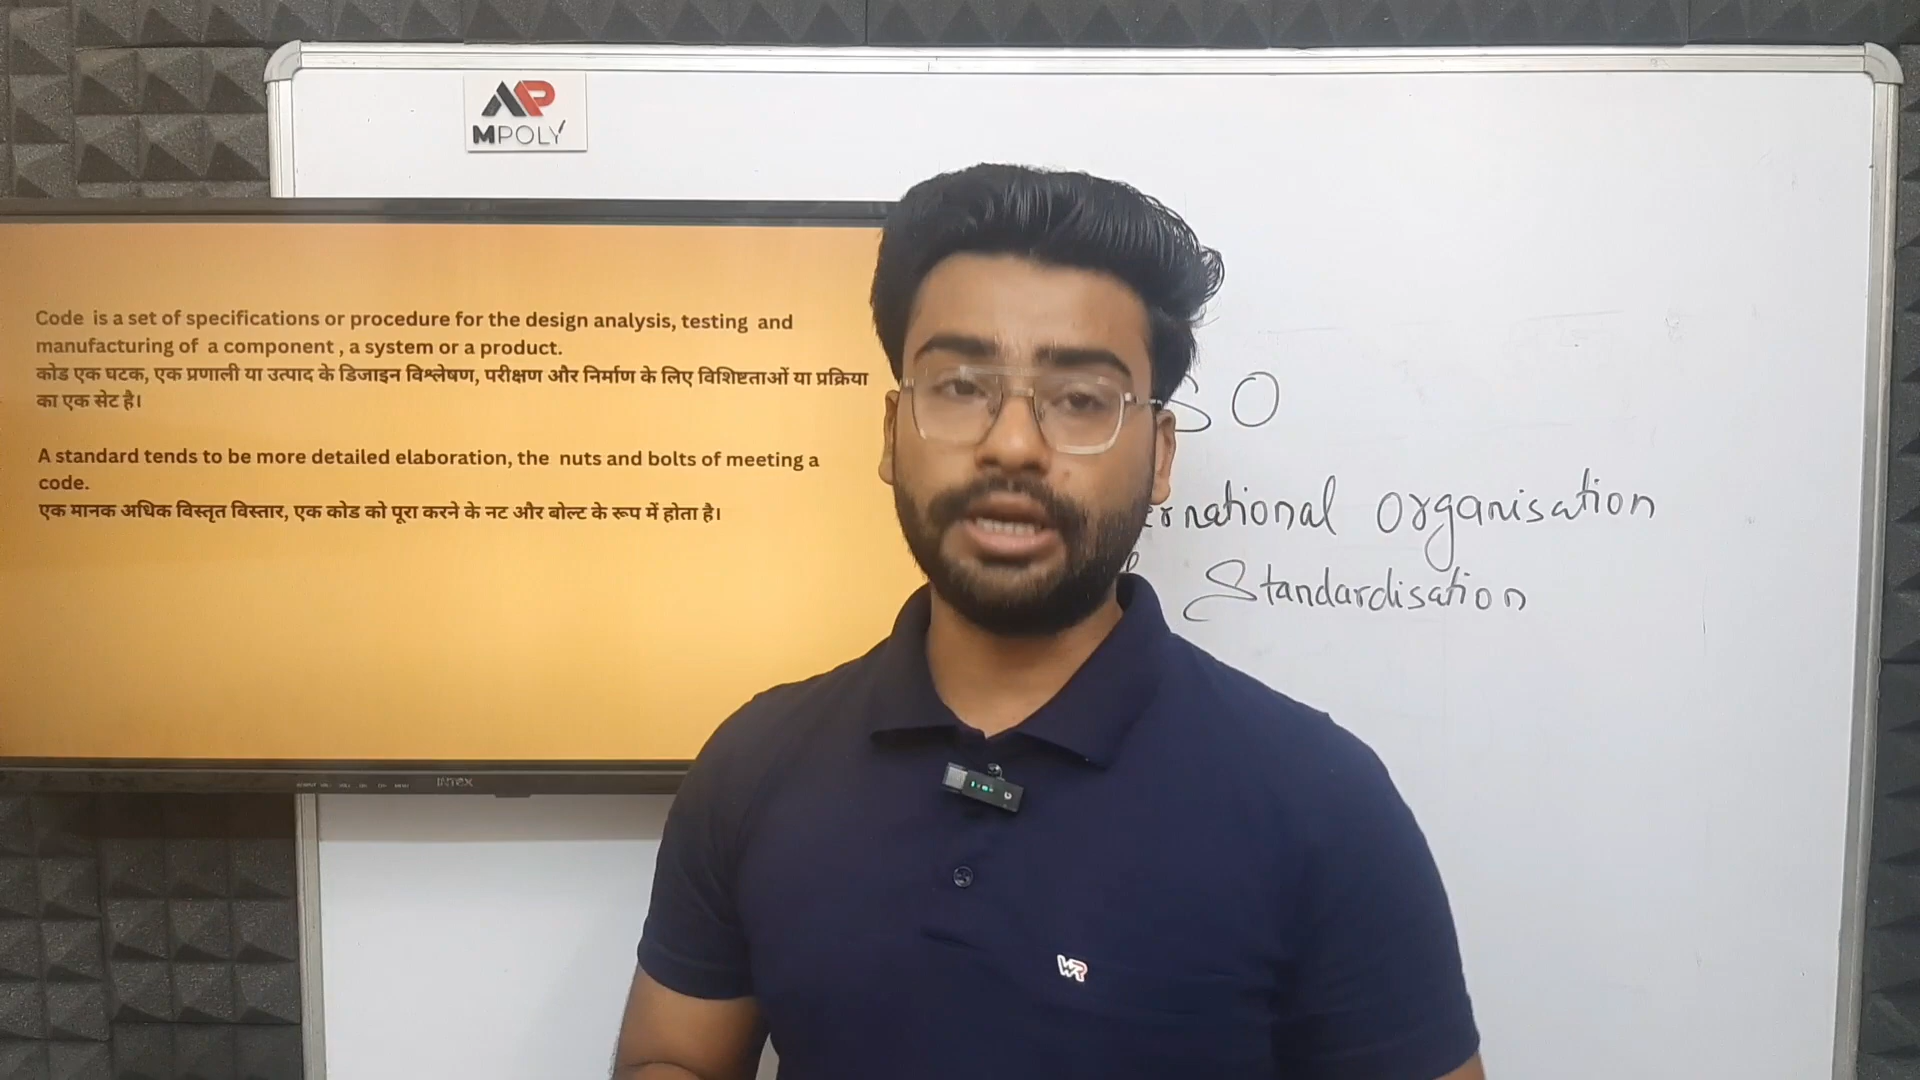 MPOLY
Code is a set of specifications or procedure for the design analysis, testing and
manufacturing of a component , a system or a product.
कोड एक घटक, एक प्रणाली या उत्पाद के डिजाइन विश्लेषण, परीक्षण और निर्माण के लिए विशिष्टताओं या प्रक्रिया
का एक सेट है।
A standard tends to be more detailed elaboration, the nuts and bolts of meeting a
code.
एक मानक अधिक विस्तृत विस्तार, एक कोड को पूरा करने के नट और बोल्ट के रूप में होता है।
INTEX
SO
ernational organisation
Standardisation
WR